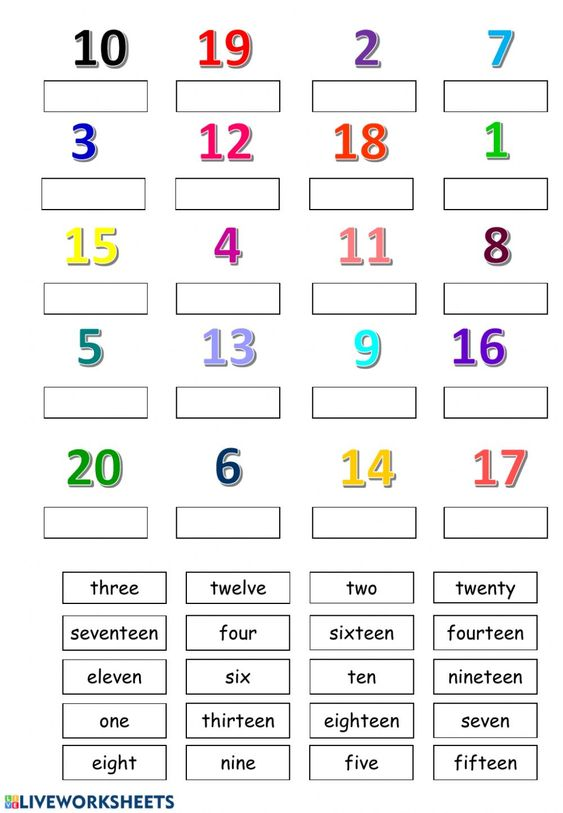 10 19 2 7
3 12 18 1
15 4 11 8
5 13 9 16
20 6 14 17
three twelve two twenty
seventeen four sixteen fourteen
eleven six ten nineteen
one thirteen eighteen seven
eight nine five fifteen
LIVE LIVEWORKSHEETS